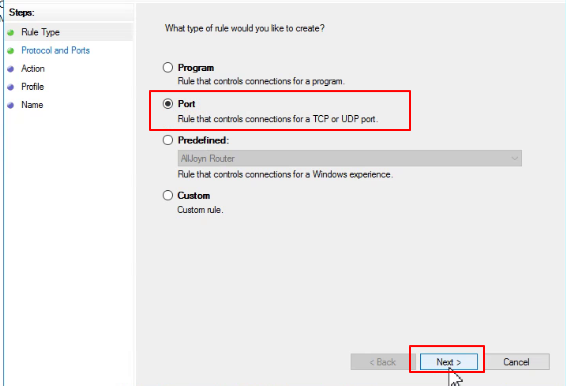 Steps:
Rule Type
Protocol and Ports
Action
Profile
Name
What type of rule would you like to create?
Program
Rule that controls connections for a program.
Port
Rule that controls connections for a TCP or UDP port.
Predefined:
AllJoyn Router
Rule that controls connections for a Windows experience.
Custom
Custom rule.
< Back
Next >
Cancel